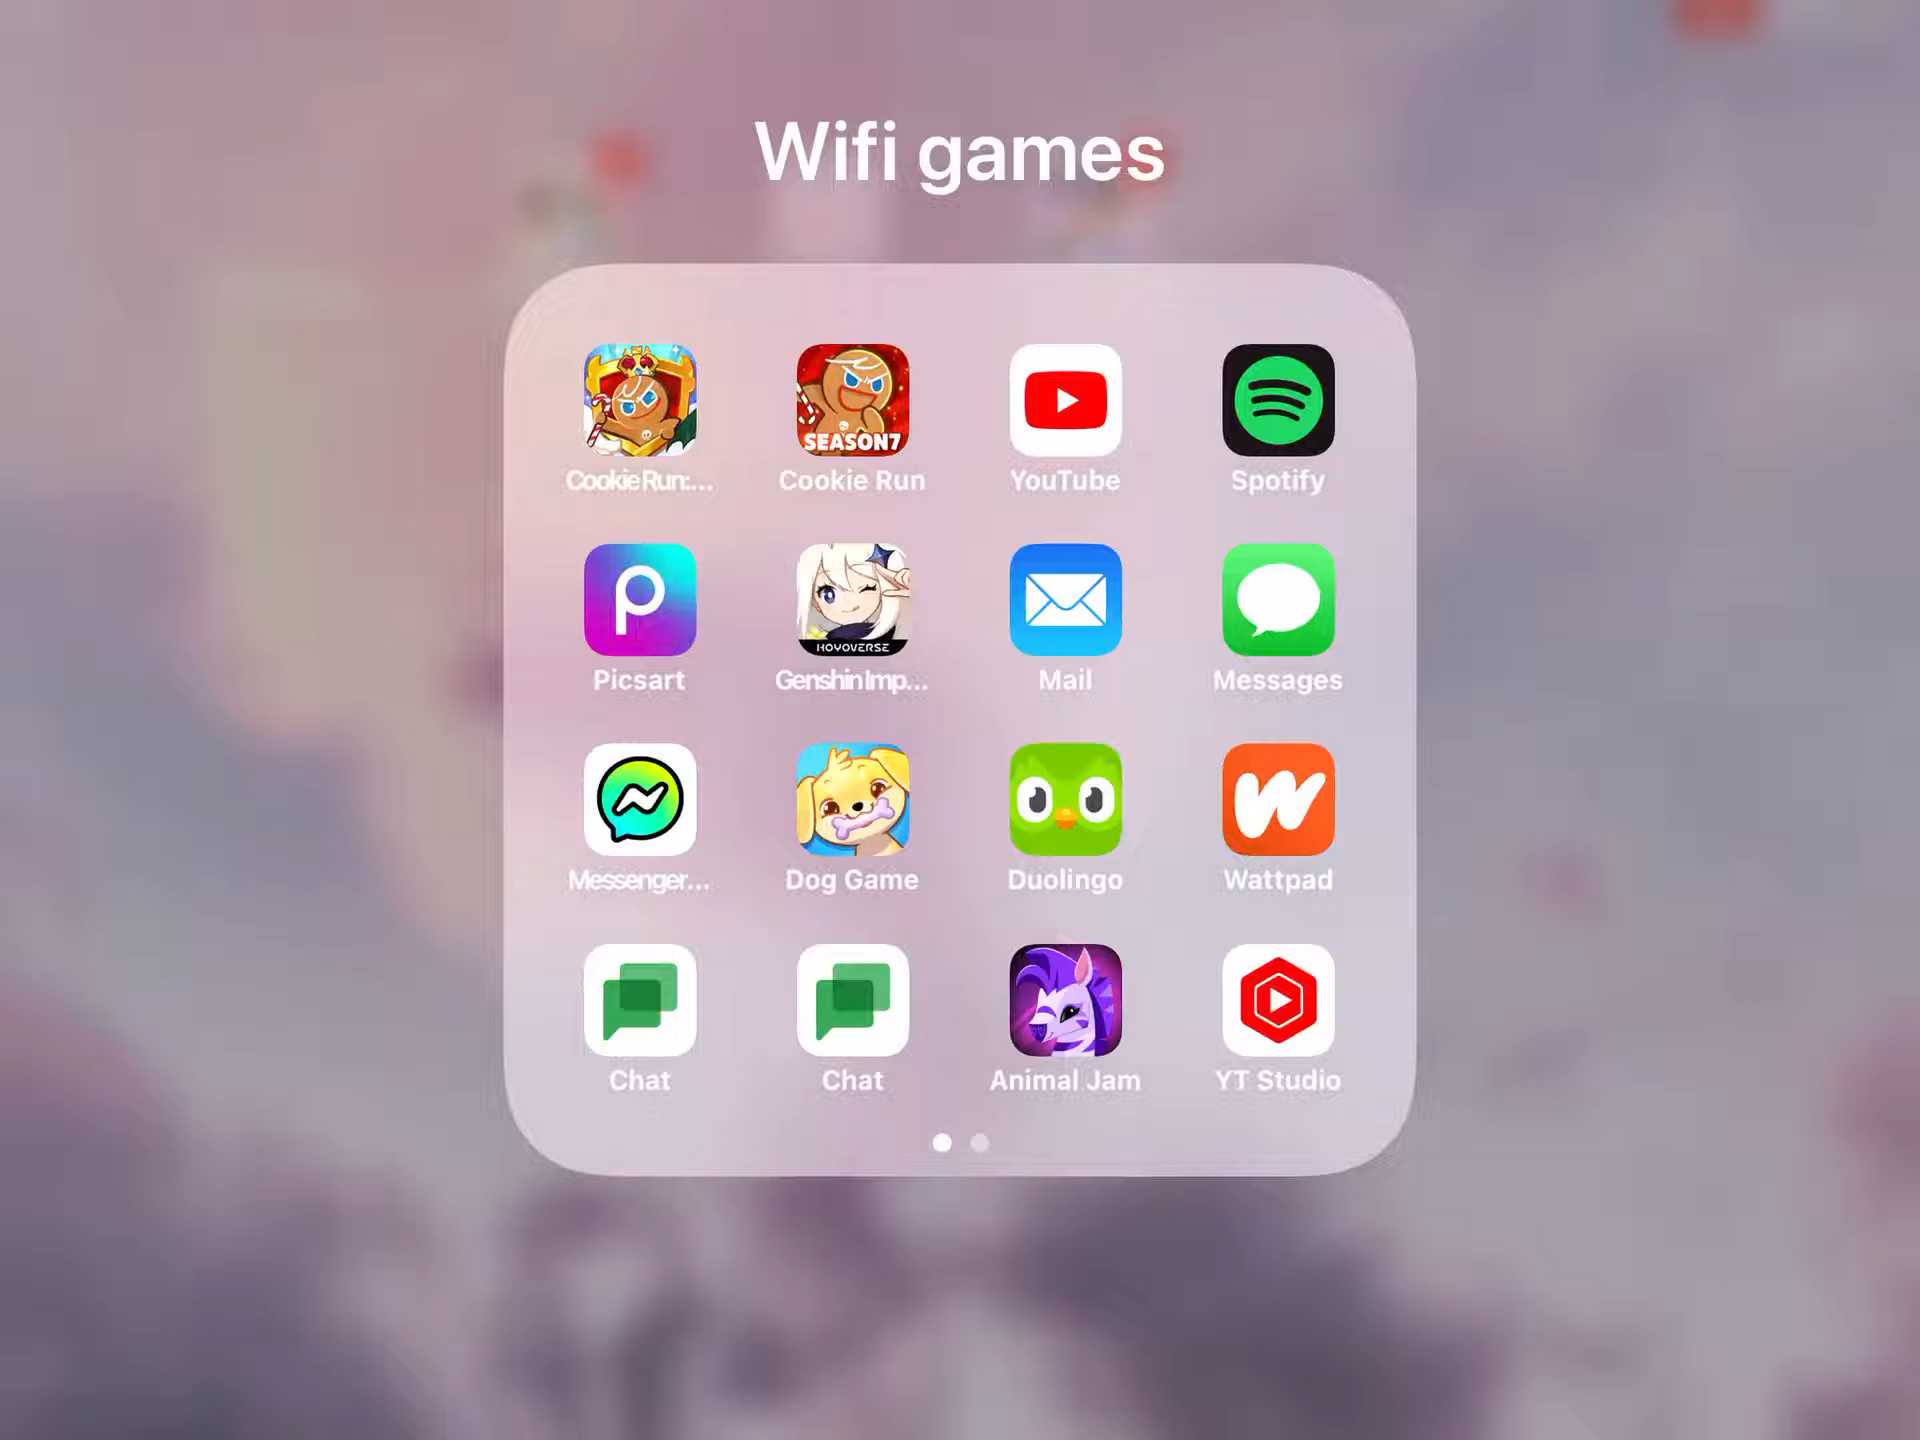 Wifi games
SEASON7
CookieRun:...
Cookie Run
YouTube
Spotify
HOYOVERSE
Picsart
GenshinImp...
Mail
Messages
Messenger...
Dog Game
Duolingo
Wattpad
Chat
Chat
Animal Jam
YT Studio